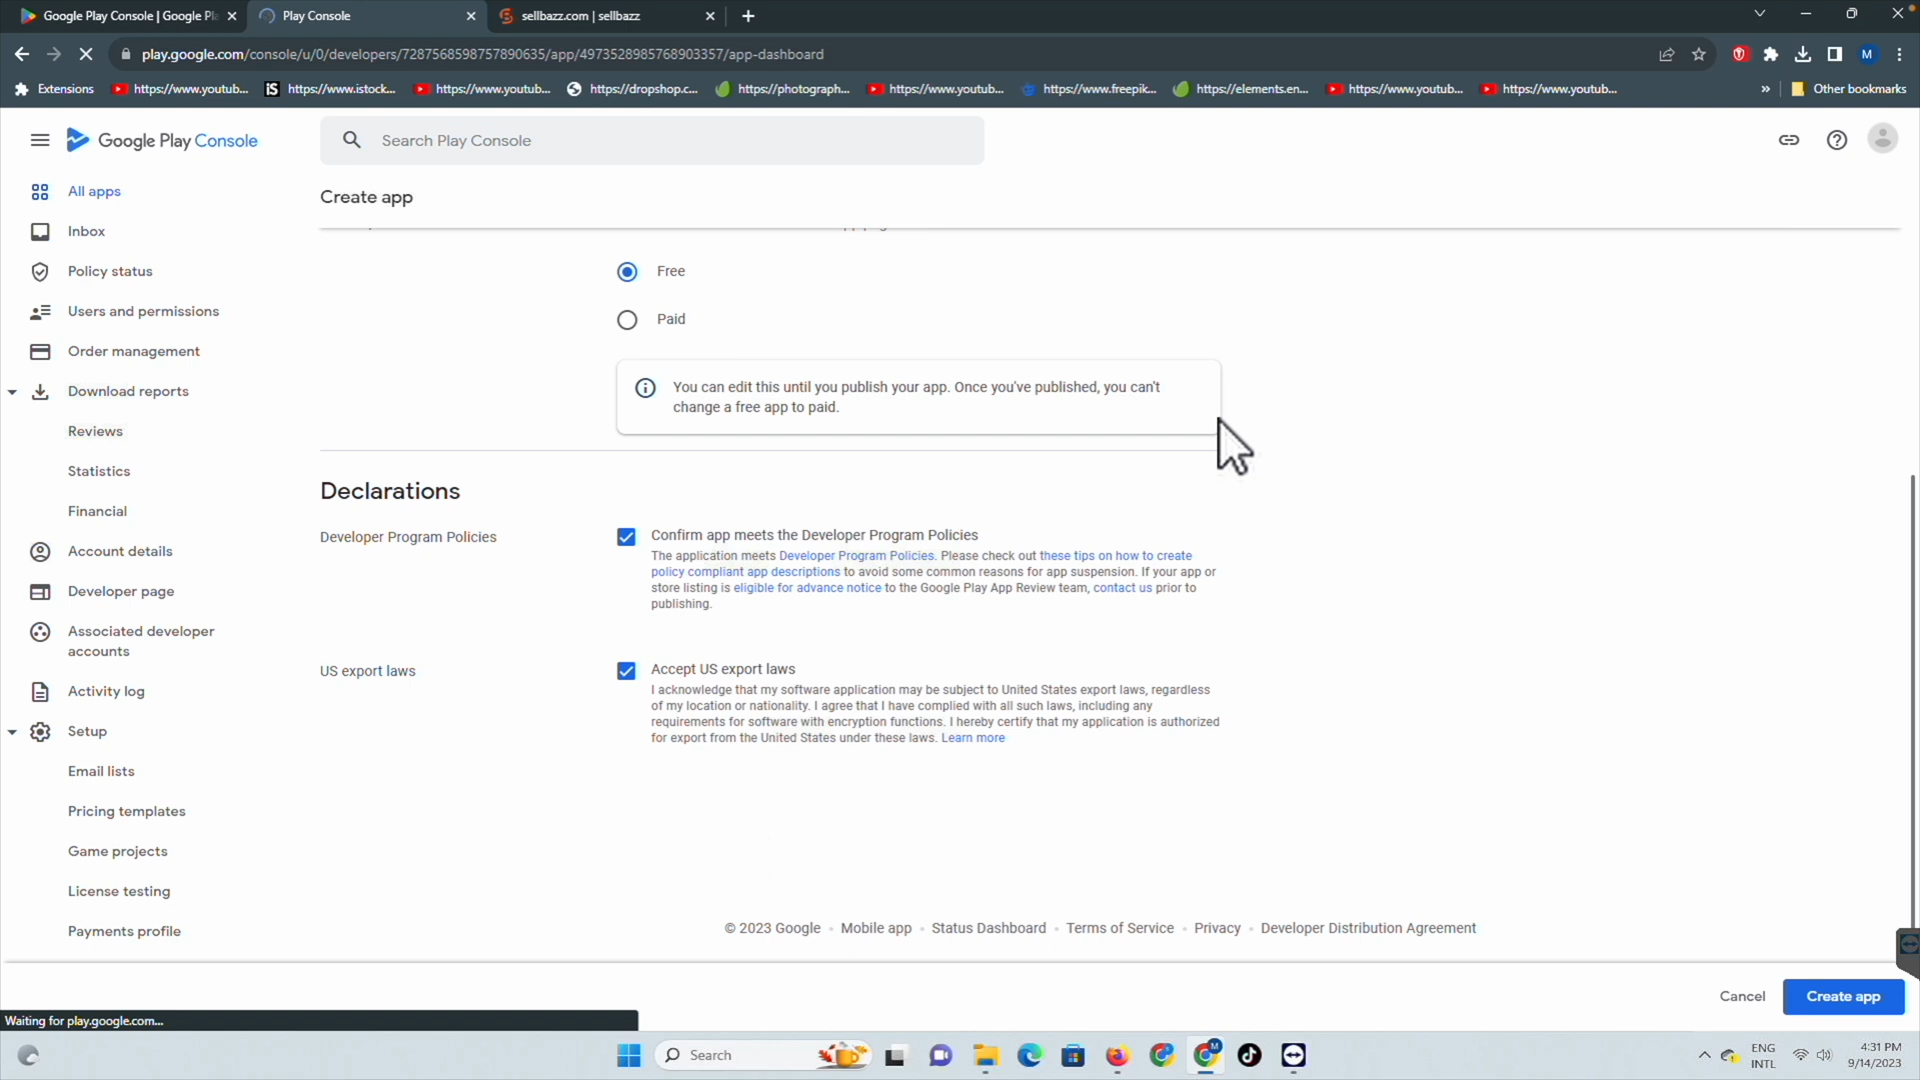 Google Play Console | Google Pla
Play Console
sellbazz.com | sellbazz
play.google.com/console/u/0/developers/7287568598757890635/app/4973528985768903357/app-dashboard
M
Extensions
https://www.youtub...
https://www.istock...
https://www.youtub...
https://dropshop.c...
https://photograph...
https://www.youtub...
https://www.freepik...
https://elements.en...
https://www.youtub...
https://www.youtub...
»
Other bookmarks
Google Play Console
Search Play Console
All apps
Inbox
Policy status
Users and permissions
Order management
Download reports
Reviews
Statistics
Financial
Account details
Developer page
Associated developer
accounts
Activity log
Setup
Email lists
Pricing templates
Game projects
License testing
Payments profile
Create app
Free
Paid
You can edit this until you publish your app. Once you've published, you can't
change a free app to paid.
Declarations
Developer Program Policies
Confirm app meets the Developer Program Policies
The application meets Developer Program Policies. Please check out these tips on how to create
policy compliant app descriptions to avoid some common reasons for app suspension. If your app or
store listing is eligible for advance notice to the Google Play App Review team, contact us prior to
publishing.
US export laws
Accept US export laws
I acknowledge that my software application may be subject to United States export laws, regardless
of my location or nationality. I agree that I have complied with all such laws, including any
requirements for software with encryption functions. I hereby certify that my application is authorized
for export from the United States under these laws. Learn more
© 2023 Google · Mobile app · Status Dashboard · Terms of Service · Privacy · Developer Distribution Agreement
Cancel
Create app
Waiting for play.google.com...
Search
M
ENG
INTL
4:31 PM
9/14/2023